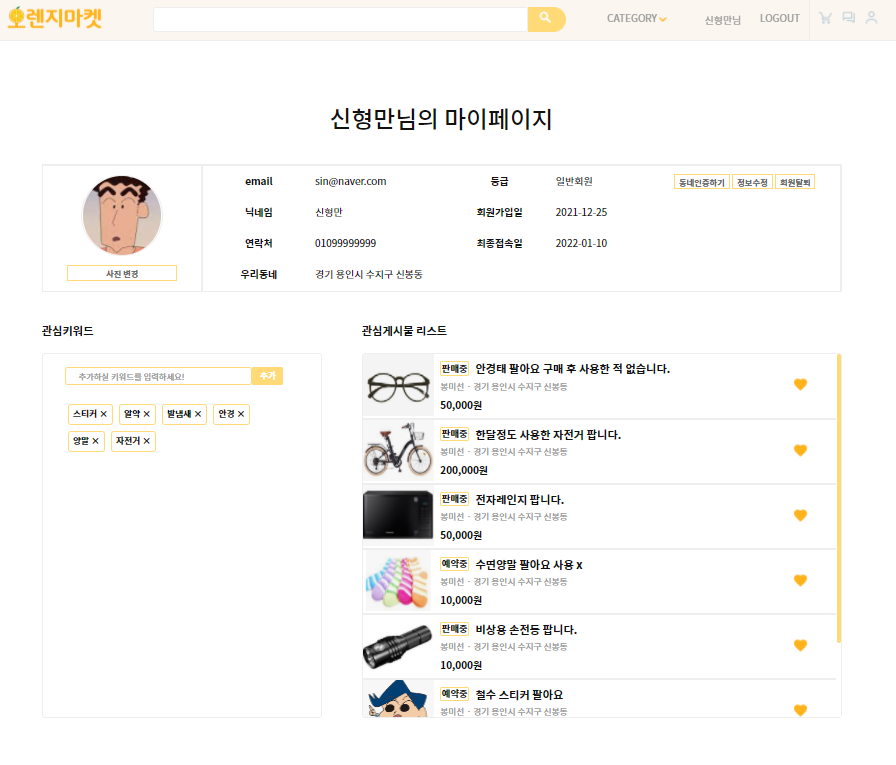 오렌지마켓 CATEGORY 신형만님 LOGOUT
신형만님의 마이페이지
email sin@naver.com 등급 일반회원 동네인증하기 정보수정 회원탈퇴
닉네임 신형만 회원가입일 2021-12-25
연락처 01099999999 최종접속일 2022-01-10
사진 변경 우리동네 경기 용인시 수지구 신봉동
관심키워드
추가하실 키워드를 입력하세요! 추가
스티커 × 알약 × 발냄새 × 안경 ×
양말 × 자전거 ×
관심게시물 리스트
판매중 안경태 팔아요 구매 후 사용한 적 없습니다.
봉미선 - 경기 용인시 수지구 신봉동
50,000원
판매중 한달정도 사용한 자전거 팝니다.
봉미선 - 경기 용인시 수지구 신봉동
200,000원
판매중 전자레인지 팝니다.
봉미선 - 경기 용인시 수지구 신봉동
50,000원
예약중 수면양말 팔아요 사용 x
봉미선 - 경기 용인시 수지구 신봉동
10,000원
판매중 비상용 손전등 팝니다.
봉미선 - 경기 용인시 수지구 신봉동
10,000원
예약중 철수 스티커 팔아요
봉미선 - 경기 용인시 수지구 신봉동